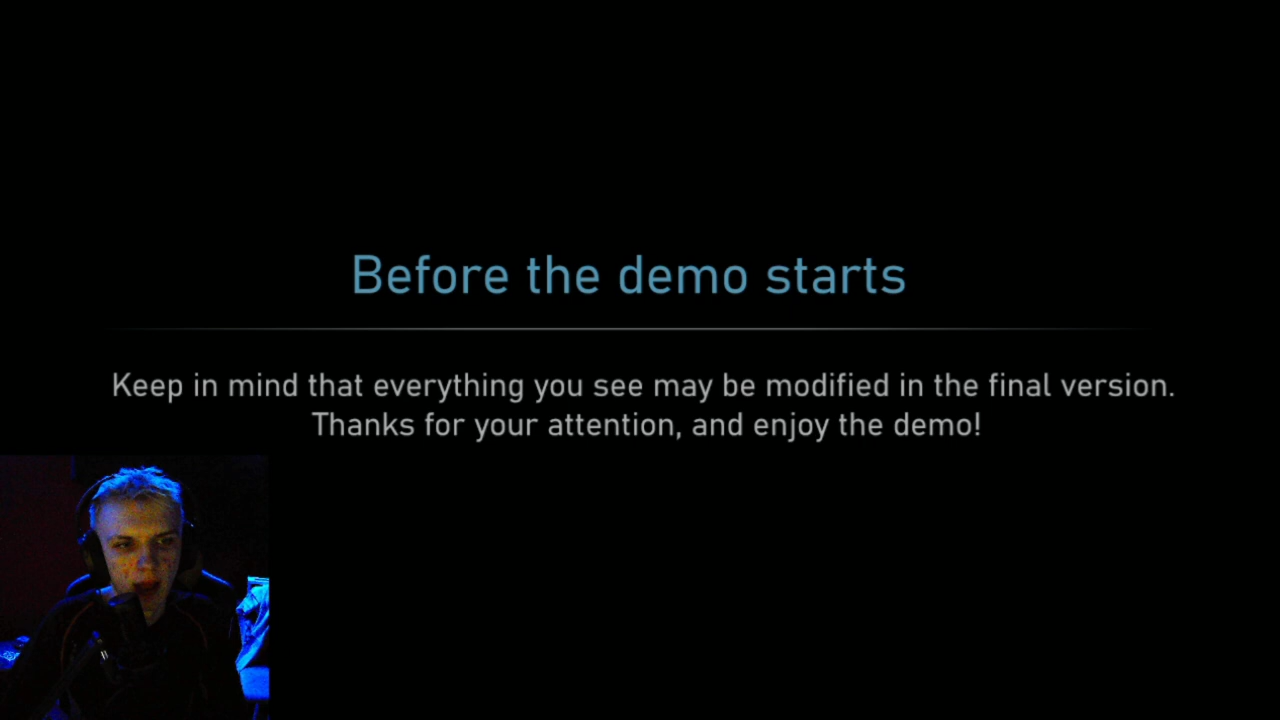 Before the demo starts
Keep in mind that everything you see may be modified in the final version.
Thanks for your attention, and enjoy the demo!